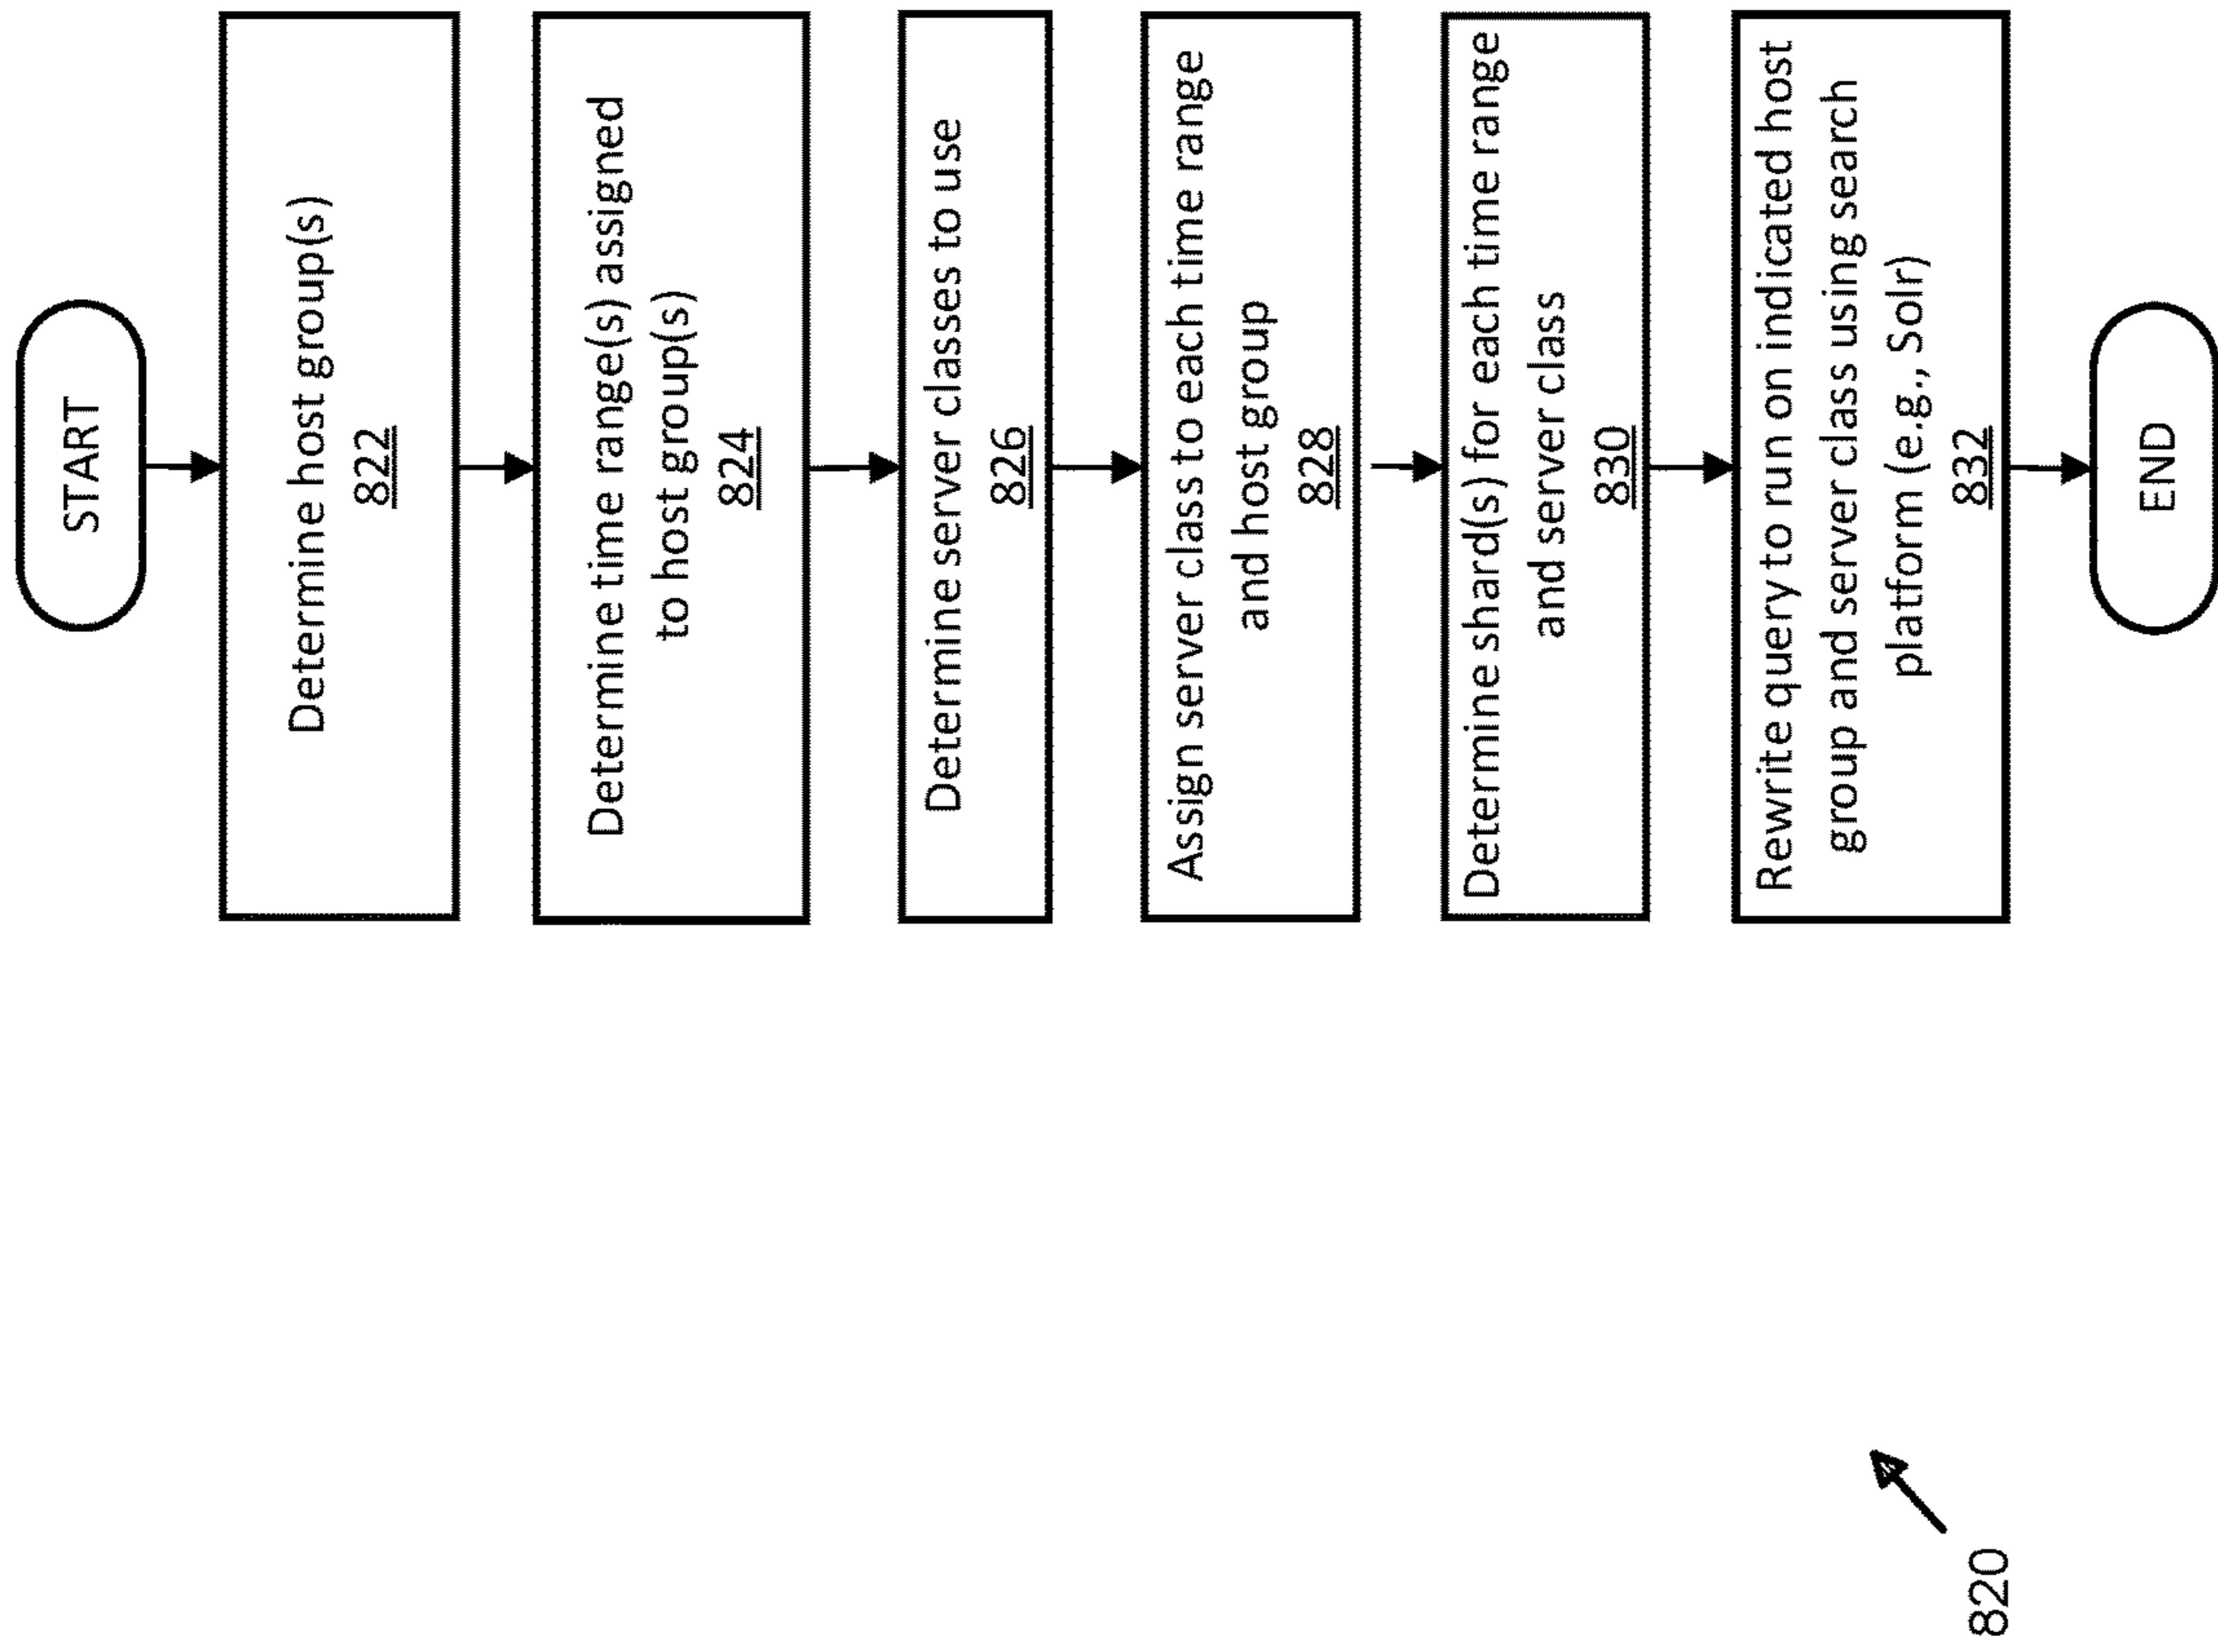 START
Determine host group(s)
822
Determine time range(s) assigned
to host group(s)
824
Determine server classes to use
826
Assign server class to each time range
and host group
828
Determine shard(s) for each time range
and server class
830
Rewrite query to run on indicated host
group and server class using search
platform (e.g., Solr)
832
END
820